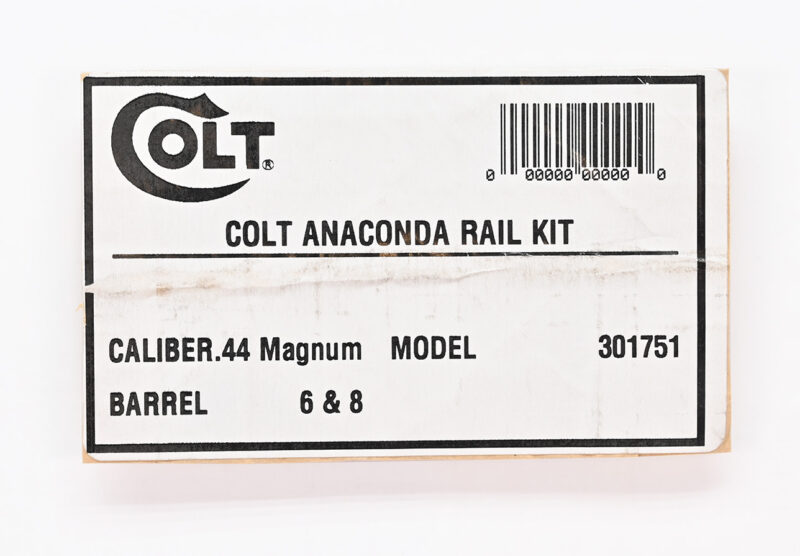 COLT®
0 00000 00000 0
COLT ANACONDA RAIL KIT
CALIBER.44 Magnum MODEL 301751
BARREL 6 & 8